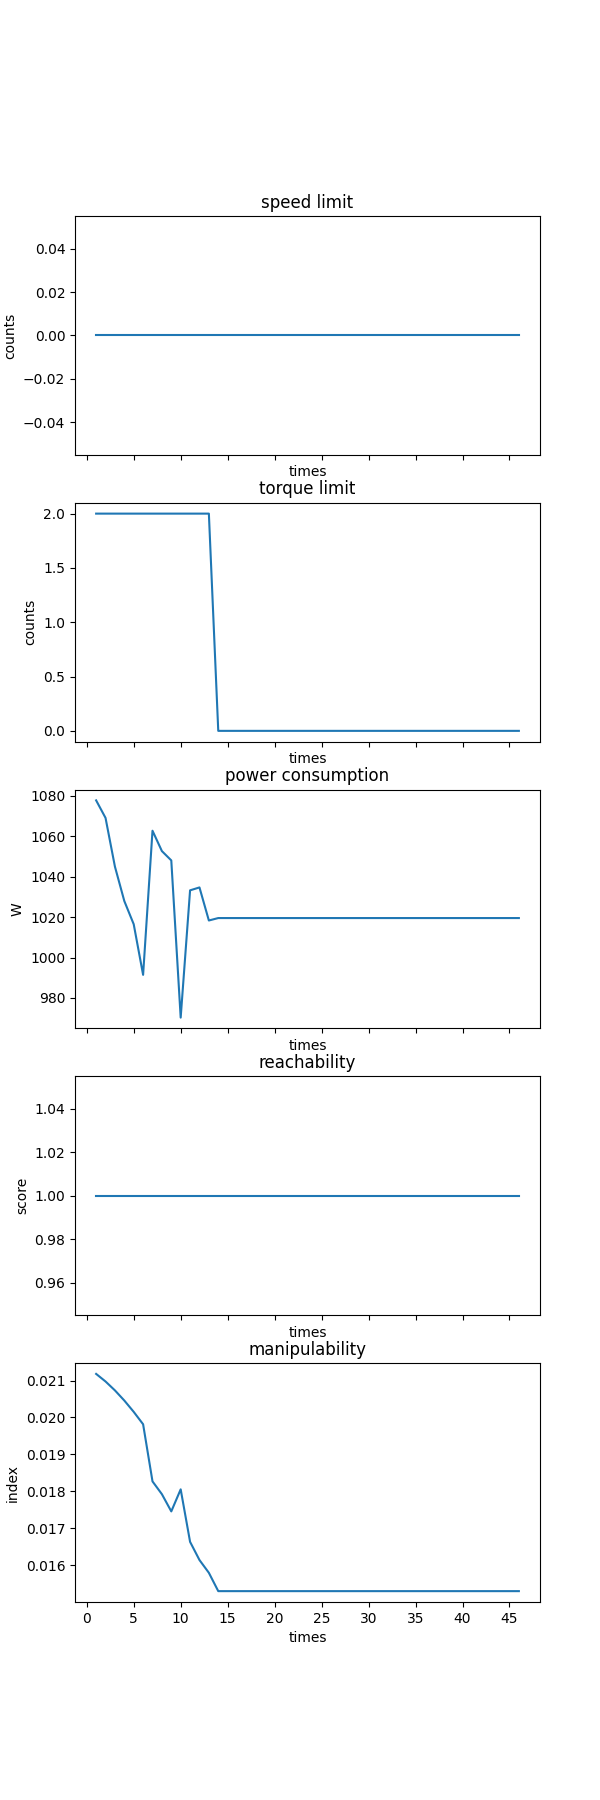 speed limit
0.04
0.02
0.00
−0.02
−0.04
counts
times
torque limit
2.0
1.5
1.0
0.5
0.0
counts
times
power consumption
1080
1060
1040
1020
1000
980
W
times
reachability
1.04
1.02
1.00
0.98
0.96
score
times
manipulability
0.021
0.020
0.019
0.018
0.017
0.016
index
0 5 10 15 20 25 30 35 40 45
times